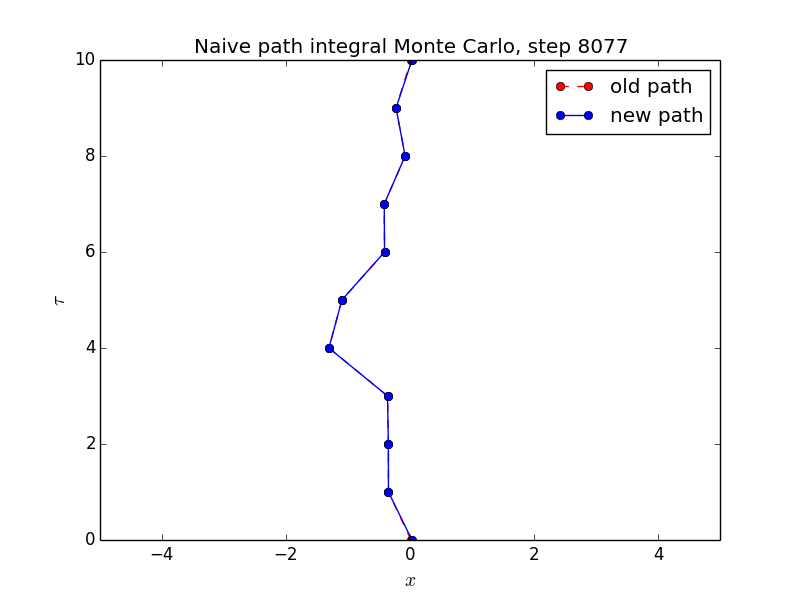 Naive path integral Monte Carlo, step 8077
10
old path
new path
8
6
τ
4
2
0
−4
−2
0
2
4
x